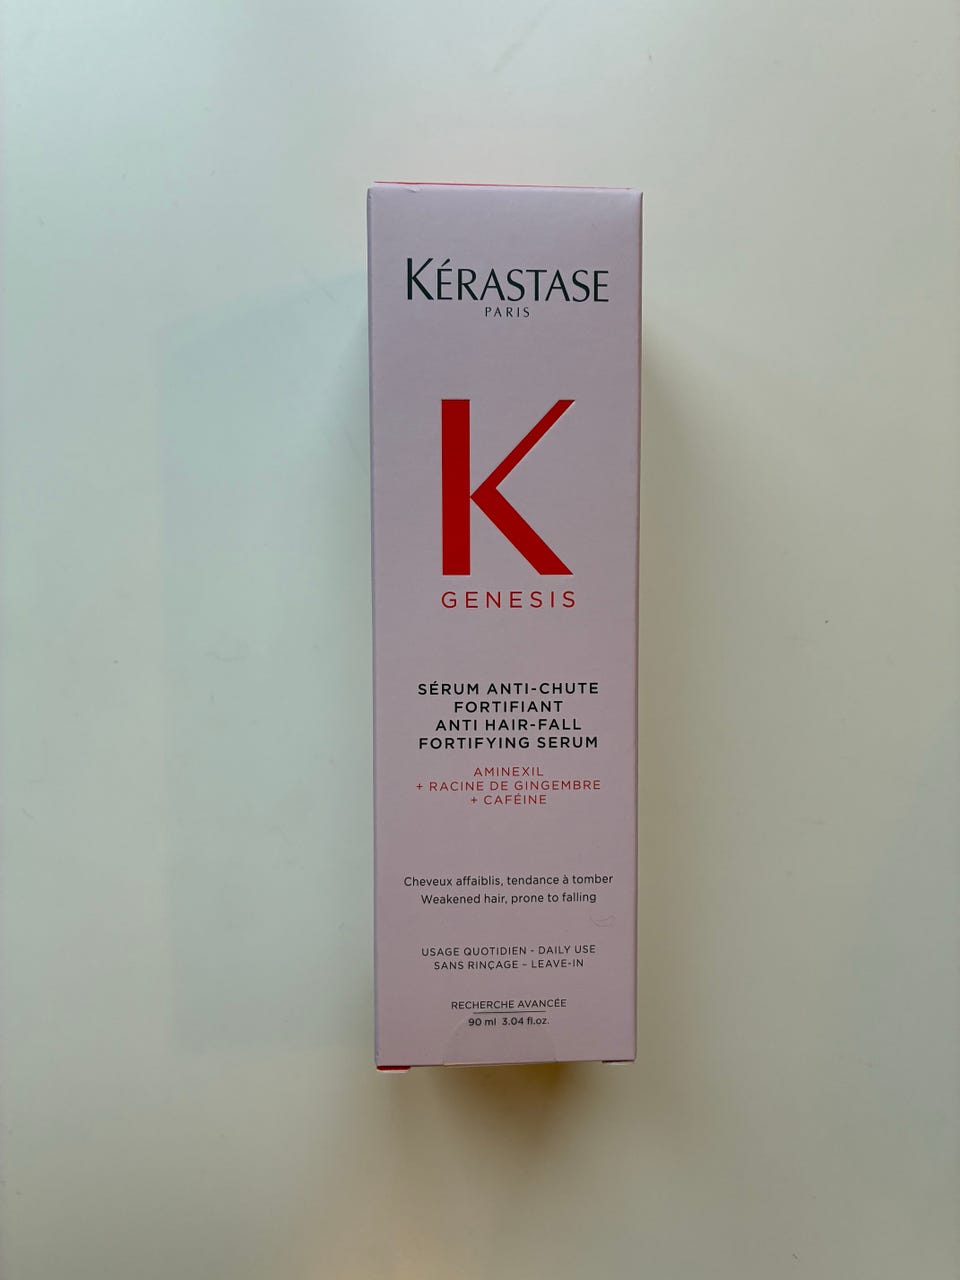 KÉRASTASE
PARIS
K
GENESIS
SÉRUM ANTI-CHUTE
FORTIFIANT
ANTI HAIR-FALL
FORTIFYING SERUM
AMINEXIL
+ RACINE DE GINGEMBRE
+ CAFÉINE
Cheveux affaiblis, tendance à tomber
Weakened hair, prone to falling
USAGE QUOTIDIEN - DAILY USE
SANS RINÇAGE – LEAVE-IN
RECHERCHE AVANCÉE
90 ml 3.04 fl.oz.